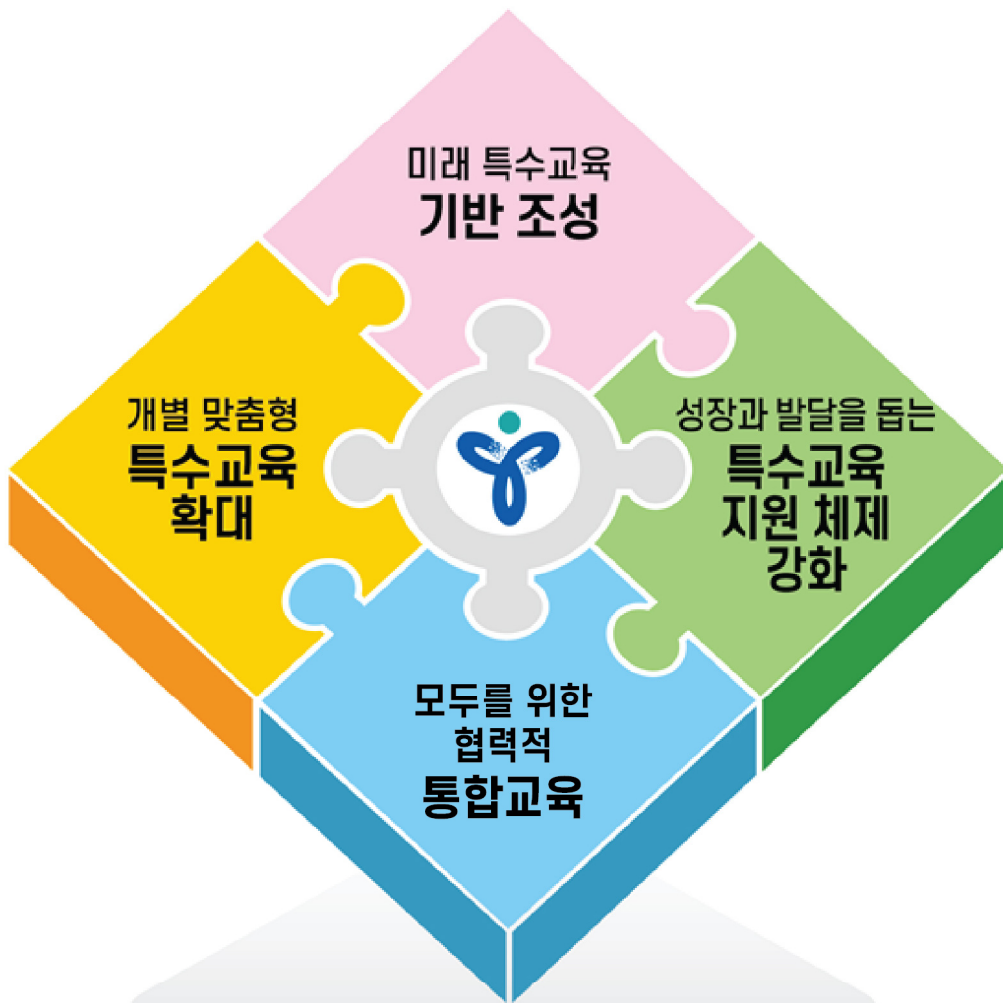 미래 특수교육
기반 조성
개별 맞춤형
특수교육
확대
성장과 발달을 돕는
특수교육
지원 체제
강화
모두를 위한
협력적
통합교육